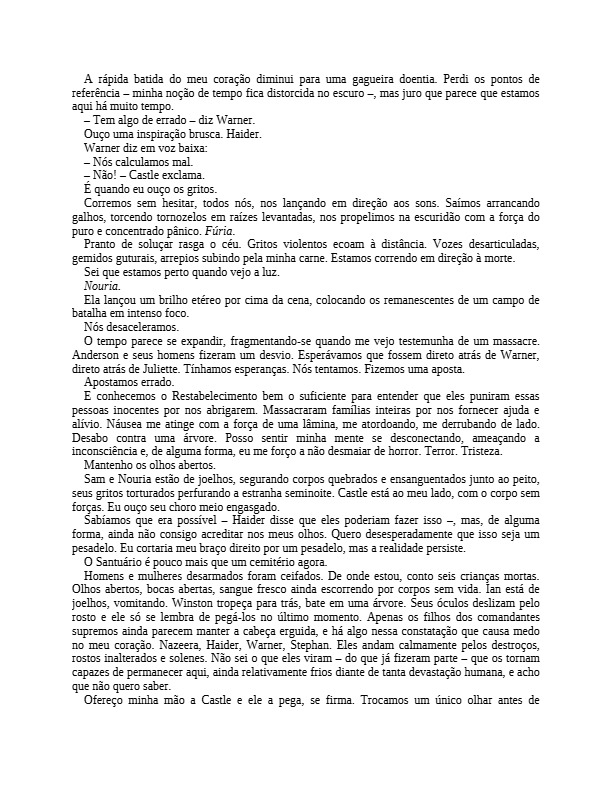 A rápida batida do meu coração diminui para uma gagueira doentia. Perdi os pontos de
referência – minha noção de tempo fica distorcida no escuro –, mas juro que parece que estamos
aqui há muito tempo.
– Tem algo de errado – diz Warner.
Ouço uma inspiração brusca. Haider.
Warner diz em voz baixa:
– Nós calculamos mal.
– Não! – Castle exclama.
É quando eu ouço os gritos.
Corremos sem hesitar, todos nós, nos lançando em direção aos sons. Saímos arrancando
galhos, torcendo tornozelos em raízes levantadas, nos propelimos na escuridão com a força do
puro e concentrado pânico. Fúria.
Pranto de soluçar rasga o céu. Gritos violentos ecoam à distância. Vozes desarticuladas,
gemidos guturais, arrepios subindo pela minha carne. Estamos correndo em direção à morte.
Sei que estamos perto quando vejo a luz.
Nouria.
Ela lançou um brilho etéreo por cima da cena, colocando os remanescentes de um campo de
batalha em intenso foco.
Nós desaceleramos.
O tempo parece se expandir, fragmentando-se quando me vejo testemunha de um massacre.
Anderson e seus homens fizeram um desvio. Esperávamos que fossem direto atrás de Warner,
direto atrás de Juliette. Tínhamos esperanças. Nós tentamos. Fizemos uma aposta.
Apostamos errado.
E conhecemos o Restabelecimento bem o suficiente para entender que eles puniram essas
pessoas inocentes por nos abrigarem. Massacraram famílias inteiras por nos fornecer ajuda e
alívio. Náusea me atinge com a força de uma lâmina, me atordoando, me derrubando de lado.
Desabo contra uma árvore. Posso sentir minha mente se desconectando, ameaçando a
inconsciência e, de alguma forma, eu me forço a não desmaiar de horror. Terror. Tristeza.
Mantenho os olhos abertos.
Sam e Nouria estão de joelhos, segurando corpos quebrados e ensanguentados junto ao peito,
seus gritos torturados perfurando a estranha seminoite. Castle está ao meu lado, com o corpo sem
forças. Eu ouço seu choro meio engasgado.
Sabíamos que era possível – Haider disse que eles poderiam fazer isso –, mas, de alguma
forma, ainda não consigo acreditar nos meus olhos. Quero desesperadamente que isso seja um
pesadelo. Eu cortaria meu braço direito por um pesadelo, mas a realidade persiste.
O Santuário é pouco mais que um cemitério agora.
Homens e mulheres desarmados foram ceifados. De onde estou, conto seis crianças mortas.
Olhos abertos, bocas abertas, sangue fresco ainda escorrendo por corpos sem vida. Ian está de
joelhos, vomitando. Winston tropeça para trás, bate em uma árvore. Seus óculos deslizam pelo
rosto e ele só se lembra de pegá-los no último momento. Apenas os filhos dos comandantes
supremos ainda parecem manter a cabeça erguida, e há algo nessa constatação que causa medo
no meu coração. Nazeera, Haider, Warner, Stephan. Eles andam calmamente pelos destroços,
rostos inalterados e solenes. Não sei o que eles viram – do que já fizeram parte – que os tornam
capazes de permanecer aqui, ainda relativamente frios diante de tanta devastação humana, e acho
que não quero saber.
Ofereço minha mão a Castle e ele a pega, se firma. Trocamos um único olhar antes de